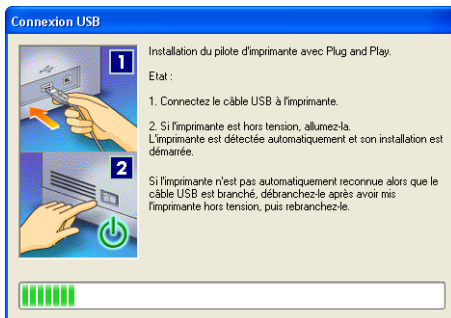 Connexion USB
1
Installation du pilote d'imprimante avec Plug and Play.
Etat :
1. Connectez le câble USB à l'imprimante.
2. Si l'imprimante est hors tension, allumez-la.
L'imprimante est détectée automatiquement et son installation est
démarrée.
2
Si l'imprimante n'est pas automatiquement reconnue alors que le
câble USB est branché, débranchez-le après avoir mis
l'imprimante hors tension, puis rebranchez-le.